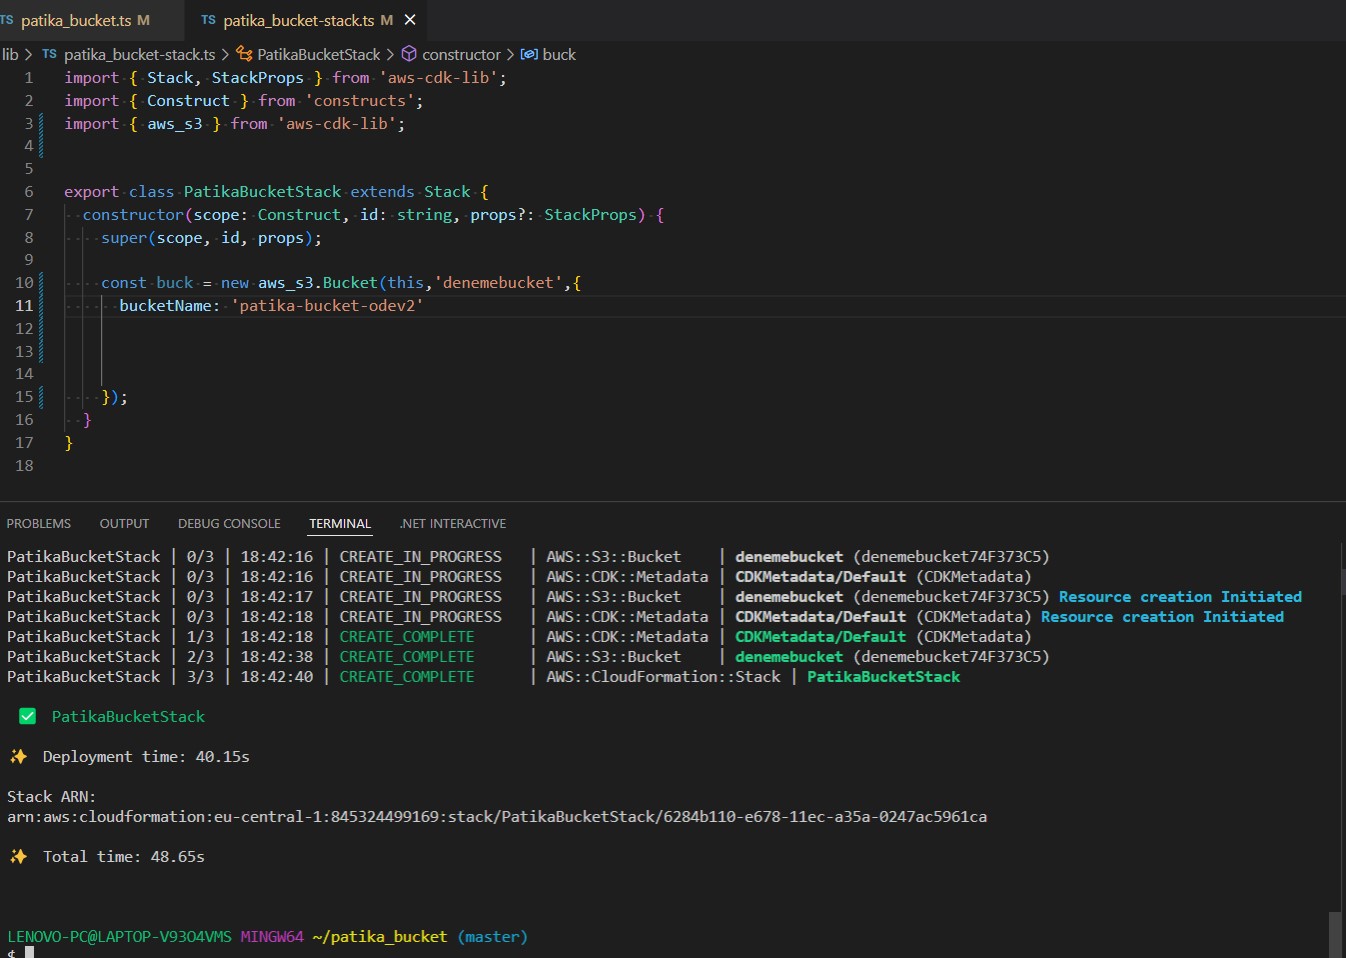 TS patika_bucket.ts M TS patika_bucket-stack.ts M
lib > TS patika_bucket-stack.ts > PatikaBucketStack > constructor > buck
1 import { Stack, StackProps } from 'aws-cdk-lib';
2 import { Construct } from 'constructs';
3 import { aws_s3 } from 'aws-cdk-lib';
4
5
6 export class PatikaBucketStack extends Stack {
7 constructor(scope: Construct, id: string, props?: StackProps) {
8 super(scope, id, props);
9
10 const buck = new aws_s3.Bucket(this,'denemebucket',{
11 bucketName: 'patika-bucket-odev2'
12
13
14
15 });
16 }
17 }
18
PROBLEMS OUTPUT DEBUG CONSOLE TERMINAL .NET INTERACTIVE
PatikaBucketStack | 0/3 | 18:42:16 | CREATE_IN_PROGRESS | AWS::S3::Bucket | denemebucket (denemebucket74F373C5)
PatikaBucketStack | 0/3 | 18:42:16 | CREATE_IN_PROGRESS | AWS::CDK::Metadata | CDKMetadata/Default (CDKMetadata)
PatikaBucketStack | 0/3 | 18:42:17 | CREATE_IN_PROGRESS | AWS::S3::Bucket | denemebucket (denemebucket74F373C5) Resource creation Initiated
PatikaBucketStack | 0/3 | 18:42:18 | CREATE_IN_PROGRESS | AWS::CDK::Metadata | CDKMetadata/Default (CDKMetadata) Resource creation Initiated
PatikaBucketStack | 1/3 | 18:42:18 | CREATE_COMPLETE | AWS::CDK::Metadata | CDKMetadata/Default (CDKMetadata)
PatikaBucketStack | 2/3 | 18:42:38 | CREATE_COMPLETE | AWS::S3::Bucket | denemebucket (denemebucket74F373C5)
PatikaBucketStack | 3/3 | 18:42:40 | CREATE_COMPLETE | AWS::CloudFormation::Stack | PatikaBucketStack
✅ PatikaBucketStack
✨ Deployment time: 40.15s
Stack ARN:
arn:aws:cloudformation:eu-central-1:845324499169:stack/PatikaBucketStack/6284b110-e678-11ec-a35a-0247ac5961ca
✨ Total time: 48.65s
LENOVO-PC@LAPTOP-V93O4VMS MINGW64 ~/patika_bucket (master)
$